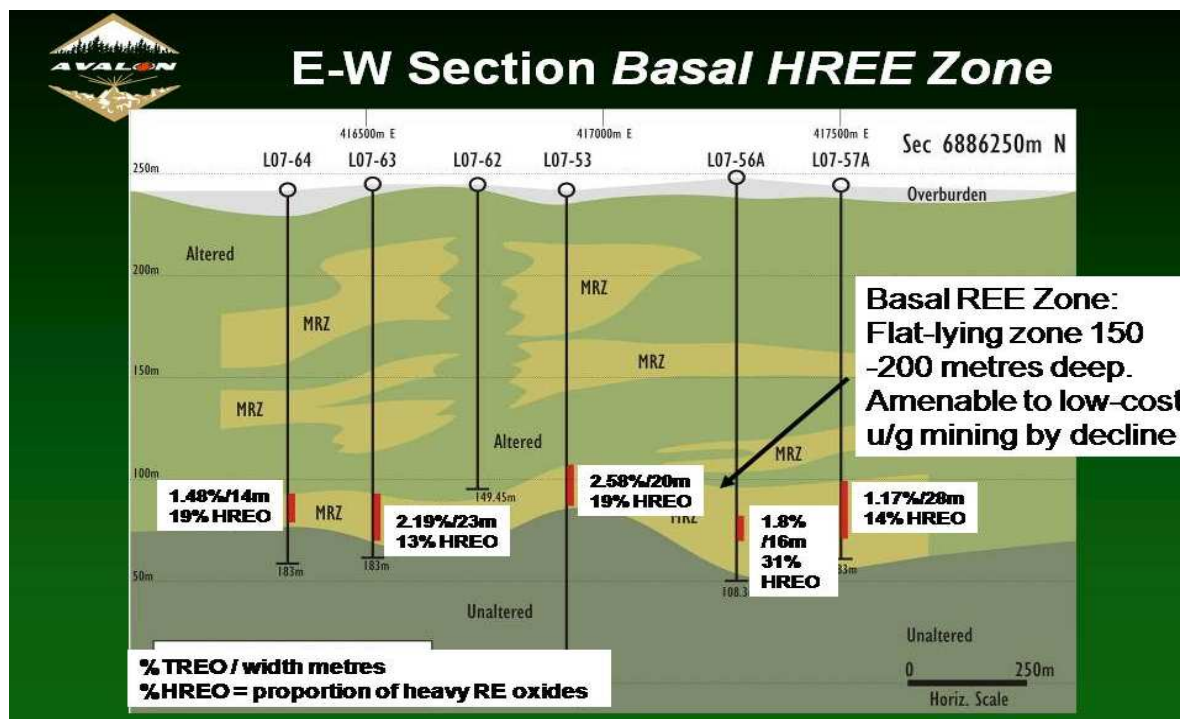 AVALON
E-W Section Basal HREE Zone
416500m E
417000m E
417500m E
Sec 6886250m N
L07-64
L07-63
L07-62
L07-53
L07-56A
L07-57A
250m
Overburden
Altered
200m
MRZ
MRZ
Basal REE Zone:
Flat-lying zone 150
-200 metres deep.
Amenable to low-cost
u/g mining by decline
150m
MRZ
MRZ
Altered
MRZ
100m
149.45m
1.48%/14m
19% HREO
MRZ
2.19%/23m
13% HREO
2.58%/20m
19% HREO
MRZ
1.8%
/16m
31%
HREO
1.17%/28m
14% HREO
183m
183m
108.3
33m
50m
Unaltered
Unaltered
0 250m
Horiz. Scale
% TREO / width metres
% HREO = proportion of heavy RE oxides